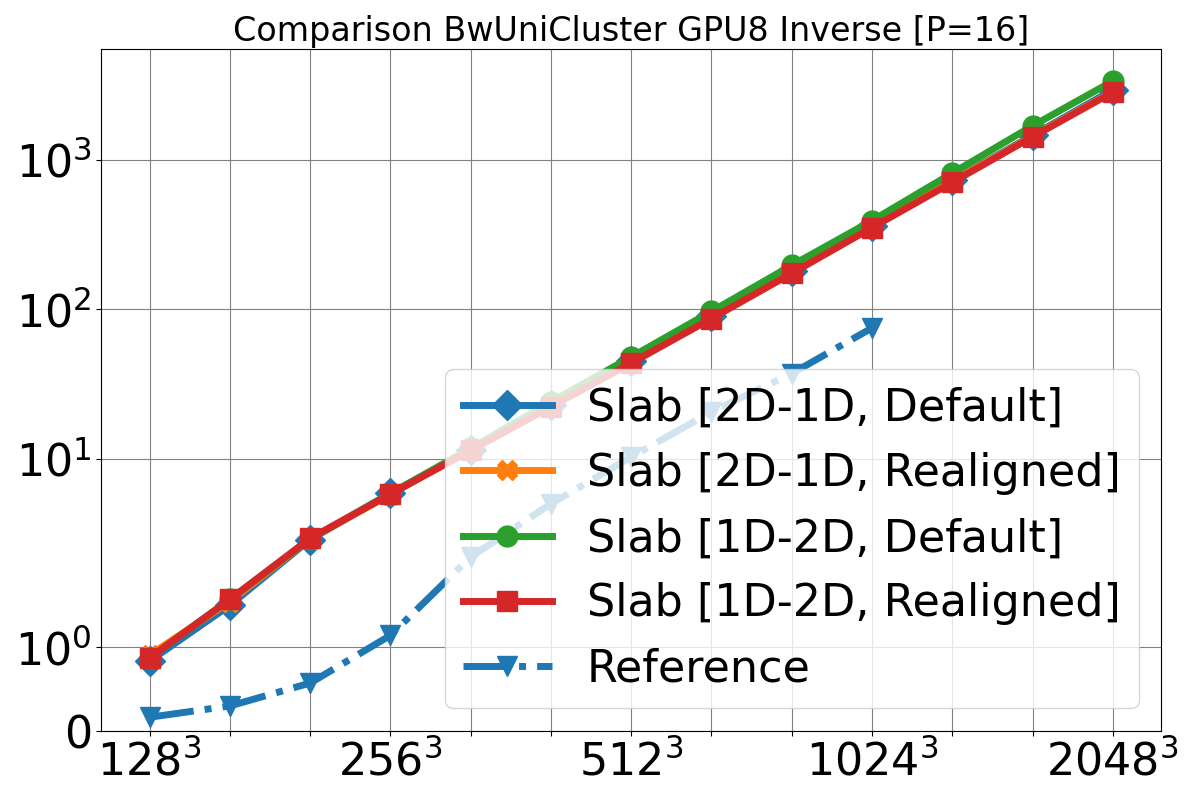 Comparison BwUniCluster GPU8 Inverse [P=16]
10³
10²
10¹
10⁰
0
Slab [2D-1D, Default]
Slab [2D-1D, Realigned]
Slab [1D-2D, Default]
Slab [1D-2D, Realigned]
Reference
128³ 256³ 512³ 1024³ 2048³